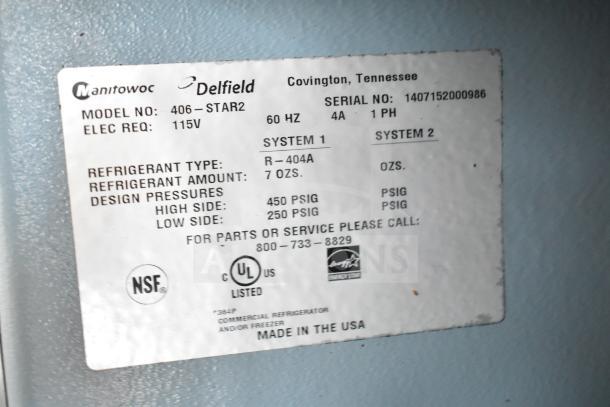 Manitowoc Delfield Covington, Tennessee
MODEL NO: 406-STAR2 SERIAL NO: 1407152000986
ELEC REQ: 115V 60 HZ 4A 1 PH
SYSTEM 1 SYSTEM 2
REFRIGERANT TYPE: R-404A
REFRIGERANT AMOUNT: 7 OZS. OZS.
DESIGN PRESSURES
HIGH SIDE: 450 PSIG PSIG
LOW SIDE: 250 PSIG PSIG
FOR PARTS OR SERVICE PLEASE CALL:
800-733-8829
NSF®
C UL US
LISTED
ENERGY STAR
*384P
COMMERCIAL REFRIGERATOR
AND/OR FREEZER
MADE IN THE USA